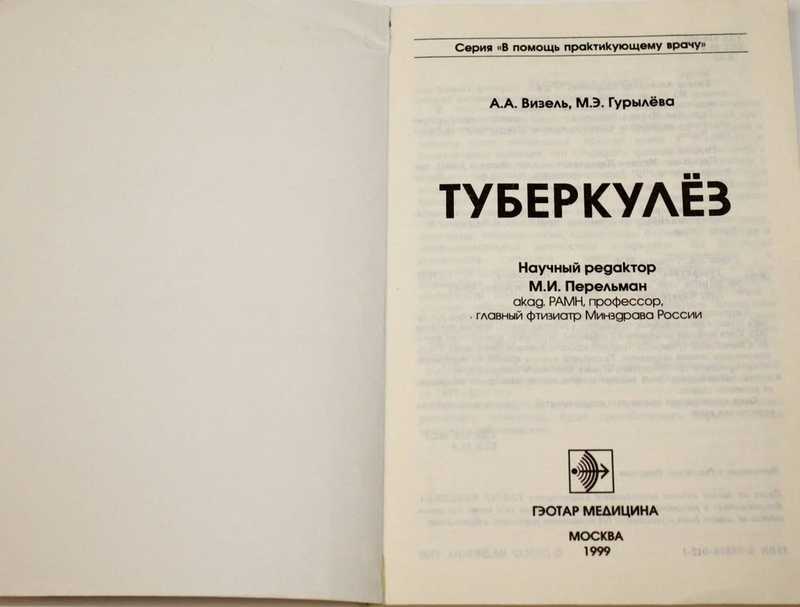 Серия «В помощь практикующему врачу»
А.А. Визель, М.Э. Гурылёва
ТУБЕРКУЛЁЗ
Научный редактор
М.И. Перельман
акад. РАМН, профессор,
главный фтизиатр Минздрава России
ГЭОТАР МЕДИЦИНА
МОСКВА
1999